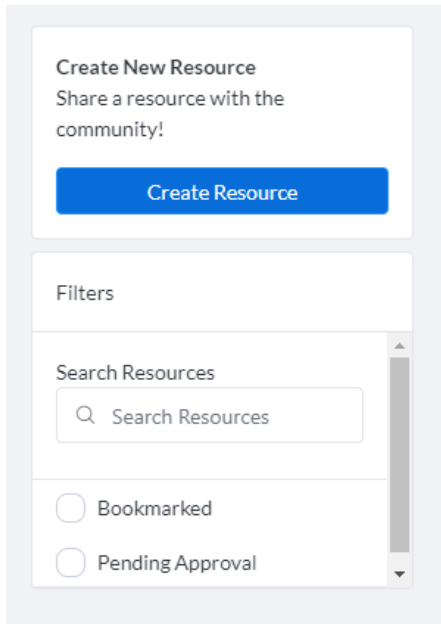 Create New Resource
Share a resource with the
community!
Create Resource
Filters
Search Resources
Search Resources
Bookmarked
Pending Approval